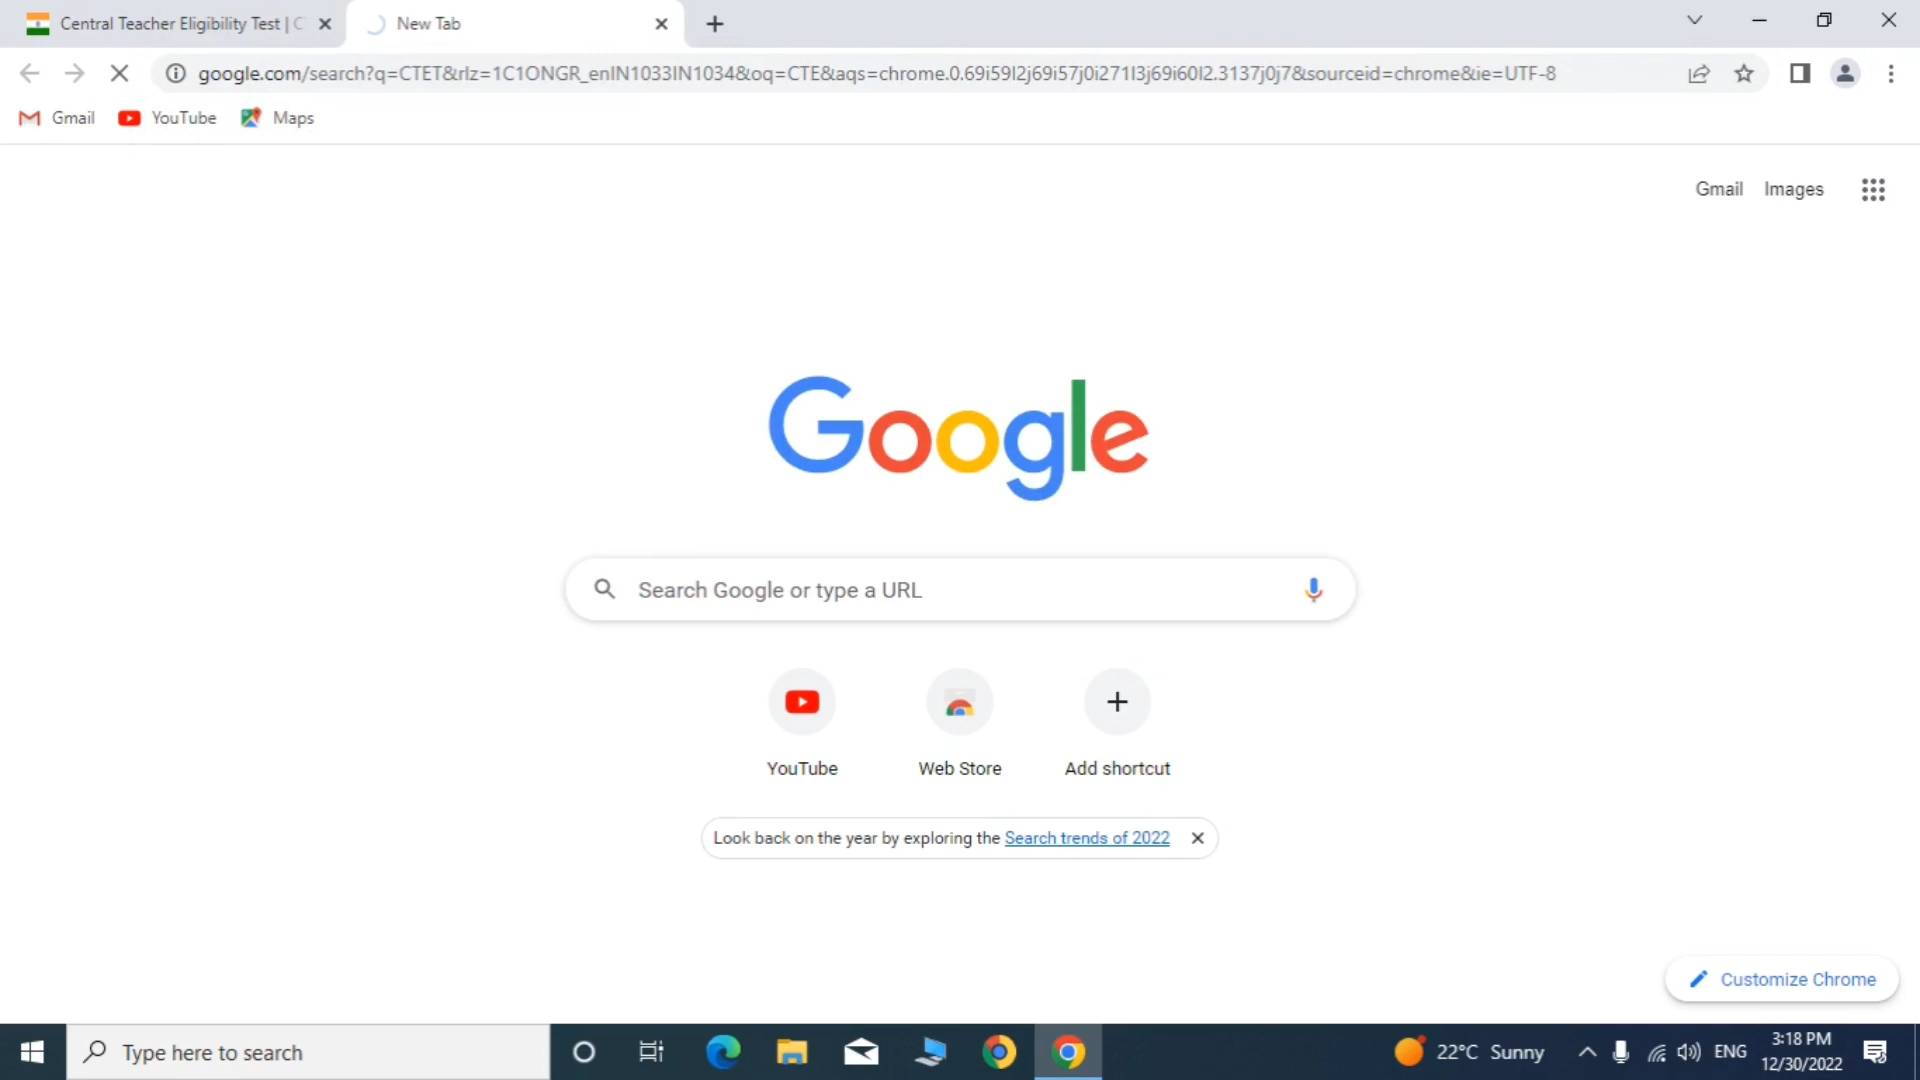 Central Teacher Eligibility Test | C
New Tab
google.com/search?q=CTET&rlz=1C1ONGR_enIN1033IN1034&oq=CTE&aqs=chrome.0.69i59l2j69i57j0i271l3j69i60l2.3137j0j7&sourceid=chrome&ie=UTF-8
Gmail YouTube Maps
Gmail Images
Google
Search Google or type a URL
YouTube Web Store Add shortcut
Look back on the year by exploring the Search trends of 2022
Customize Chrome
Type here to search
22°C Sunny
ENG
3:18 PM
12/30/2022